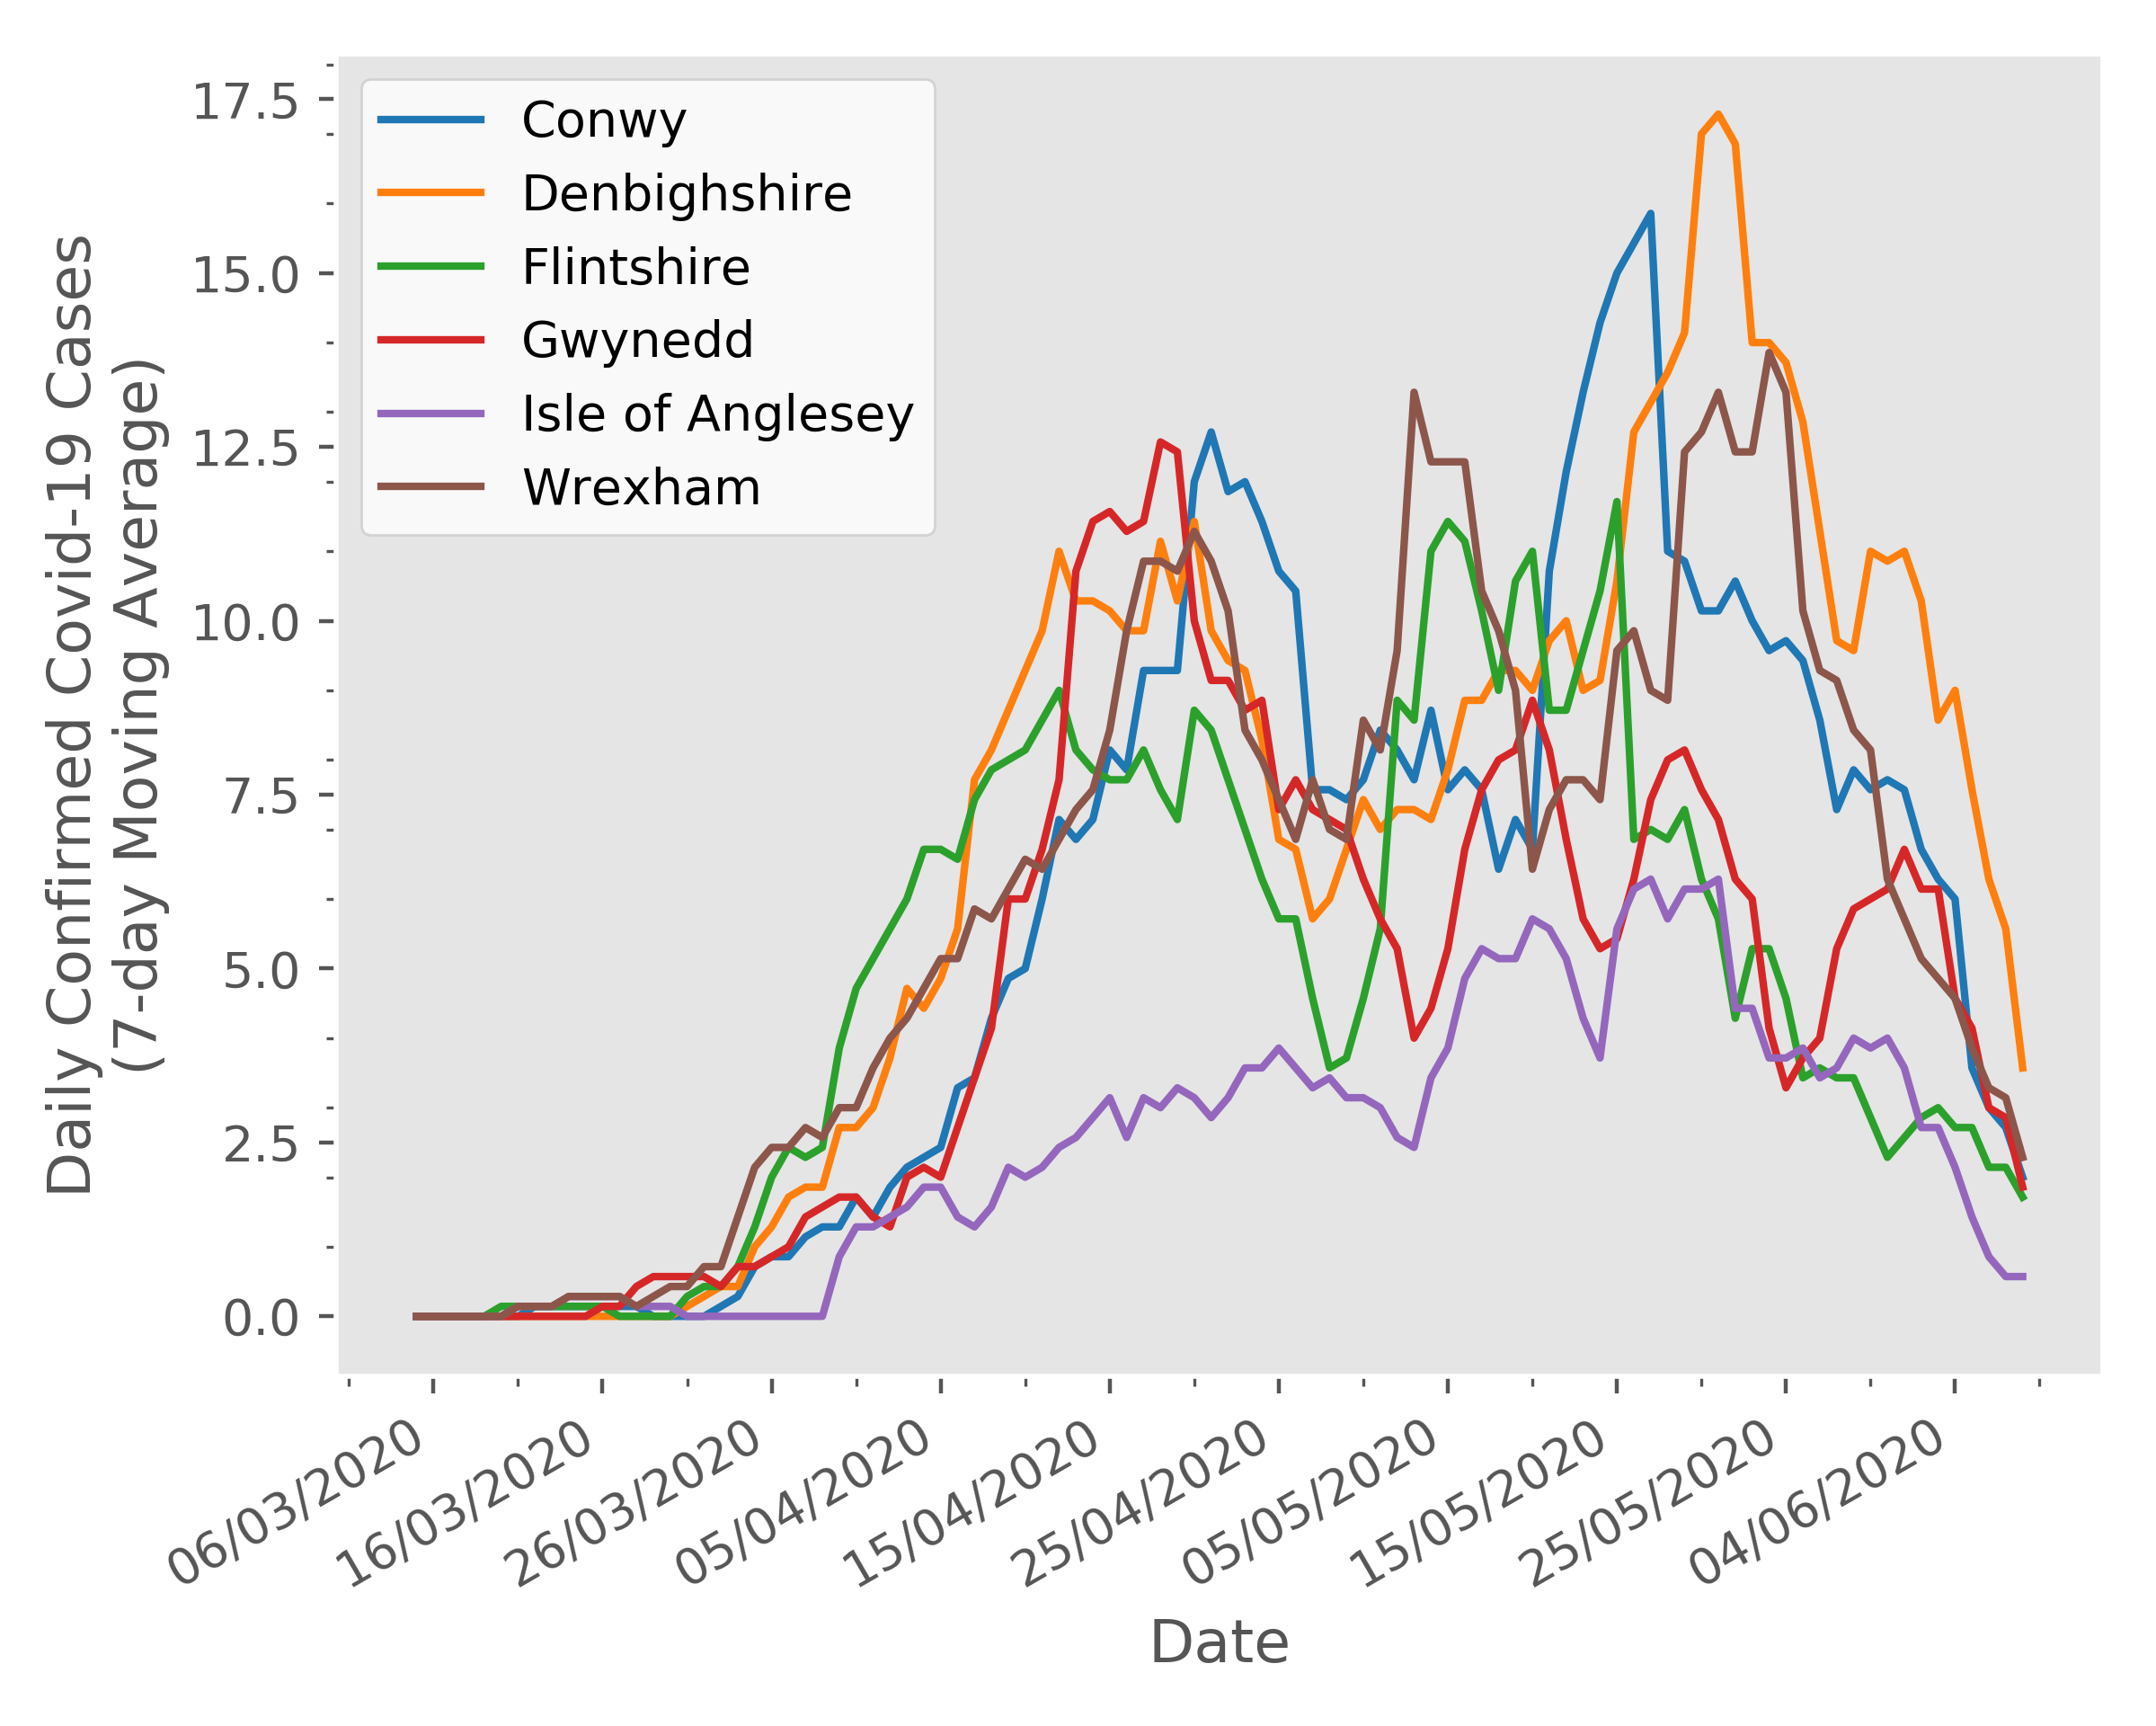 Daily Confirmed Covid-19 Cases
(7-day Moving Average)
17.5
15.0
12.5
10.0
7.5
5.0
2.5
0.0
Conwy
Denbighshire
Flintshire
Gwynedd
Isle of Anglesey
Wrexham
06/03/2020
16/03/2020
26/03/2020
05/04/2020
15/04/2020
25/04/2020
05/05/2020
15/05/2020
25/05/2020
04/06/2020
Date